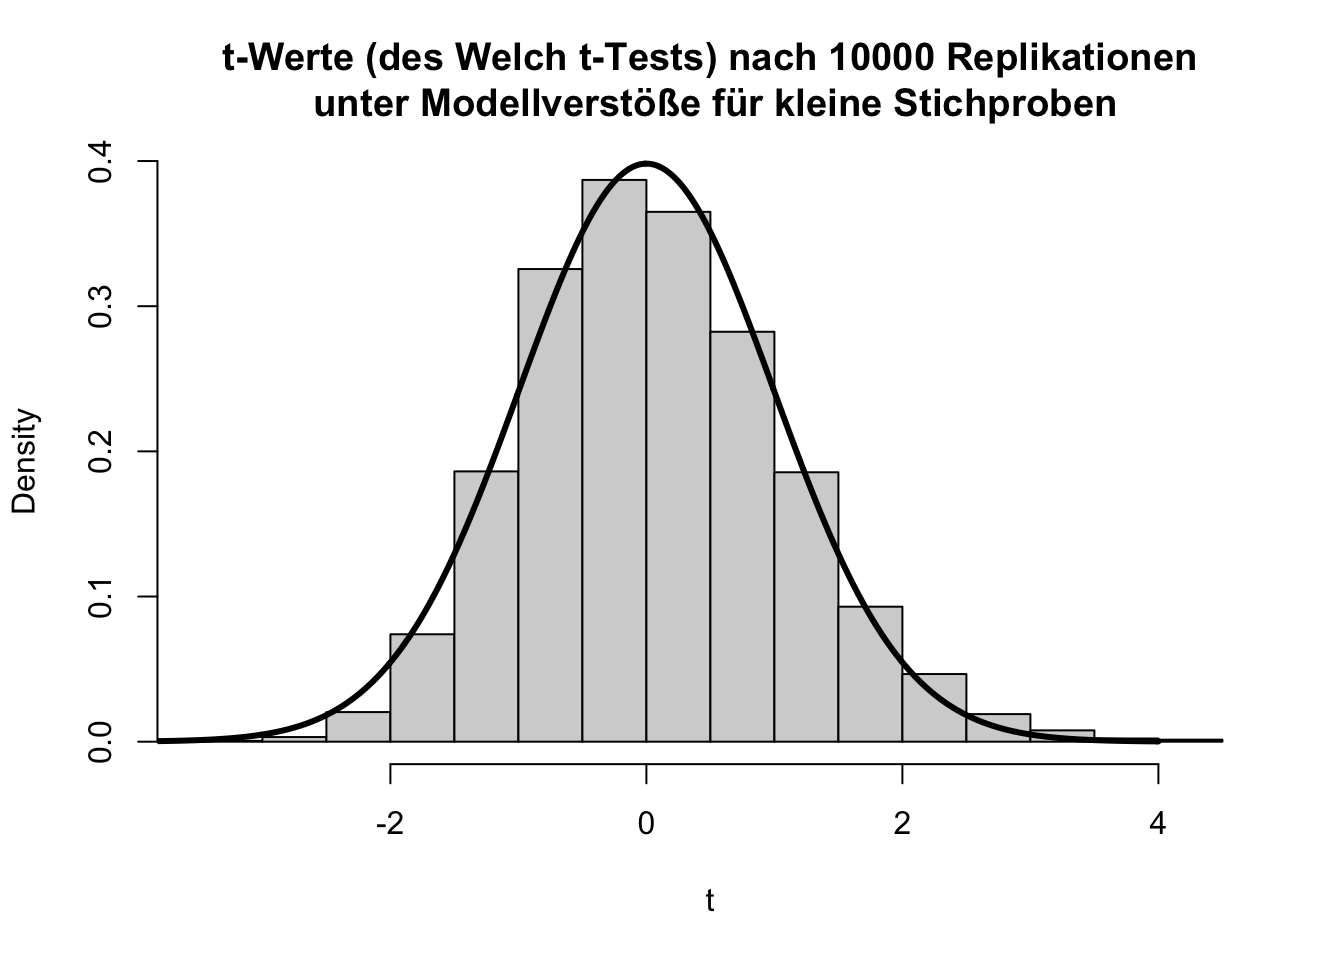 t-Werte (des Welch t-Tests) nach 10000 Replikationen
unter Modellverstöße für kleine Stichproben
Density
0.4
0.3
0.2
0.1
0.0
-2 0 2 4
t